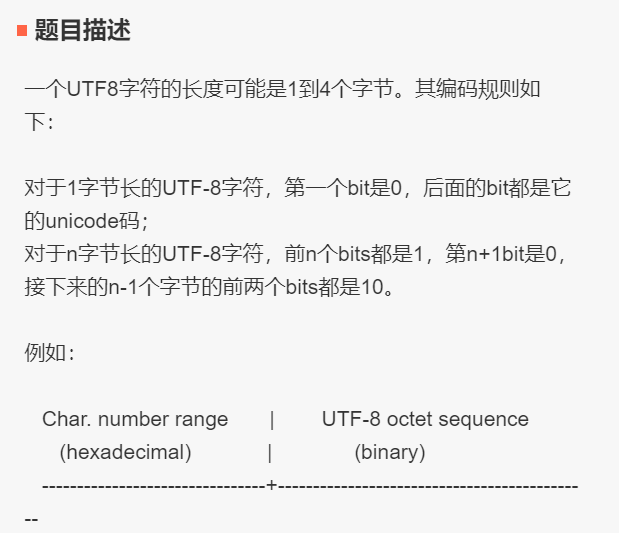 题目描述
一个UTF8字符的长度可能是1到4个字节。其编码规则如
下：
对于1字节长的UTF-8字符，第一个bit是0，后面的bit都是它
的unicode码；
对于n字节长的UTF-8字符，前n个bits都是1，第n+1bit是0，
接下来的n-1个字节的前两个bits都是10。
例如：
Char. number range | UTF-8 octet sequence
(hexadecimal) | (binary)
--------------------------------+-------------------------------------------
--